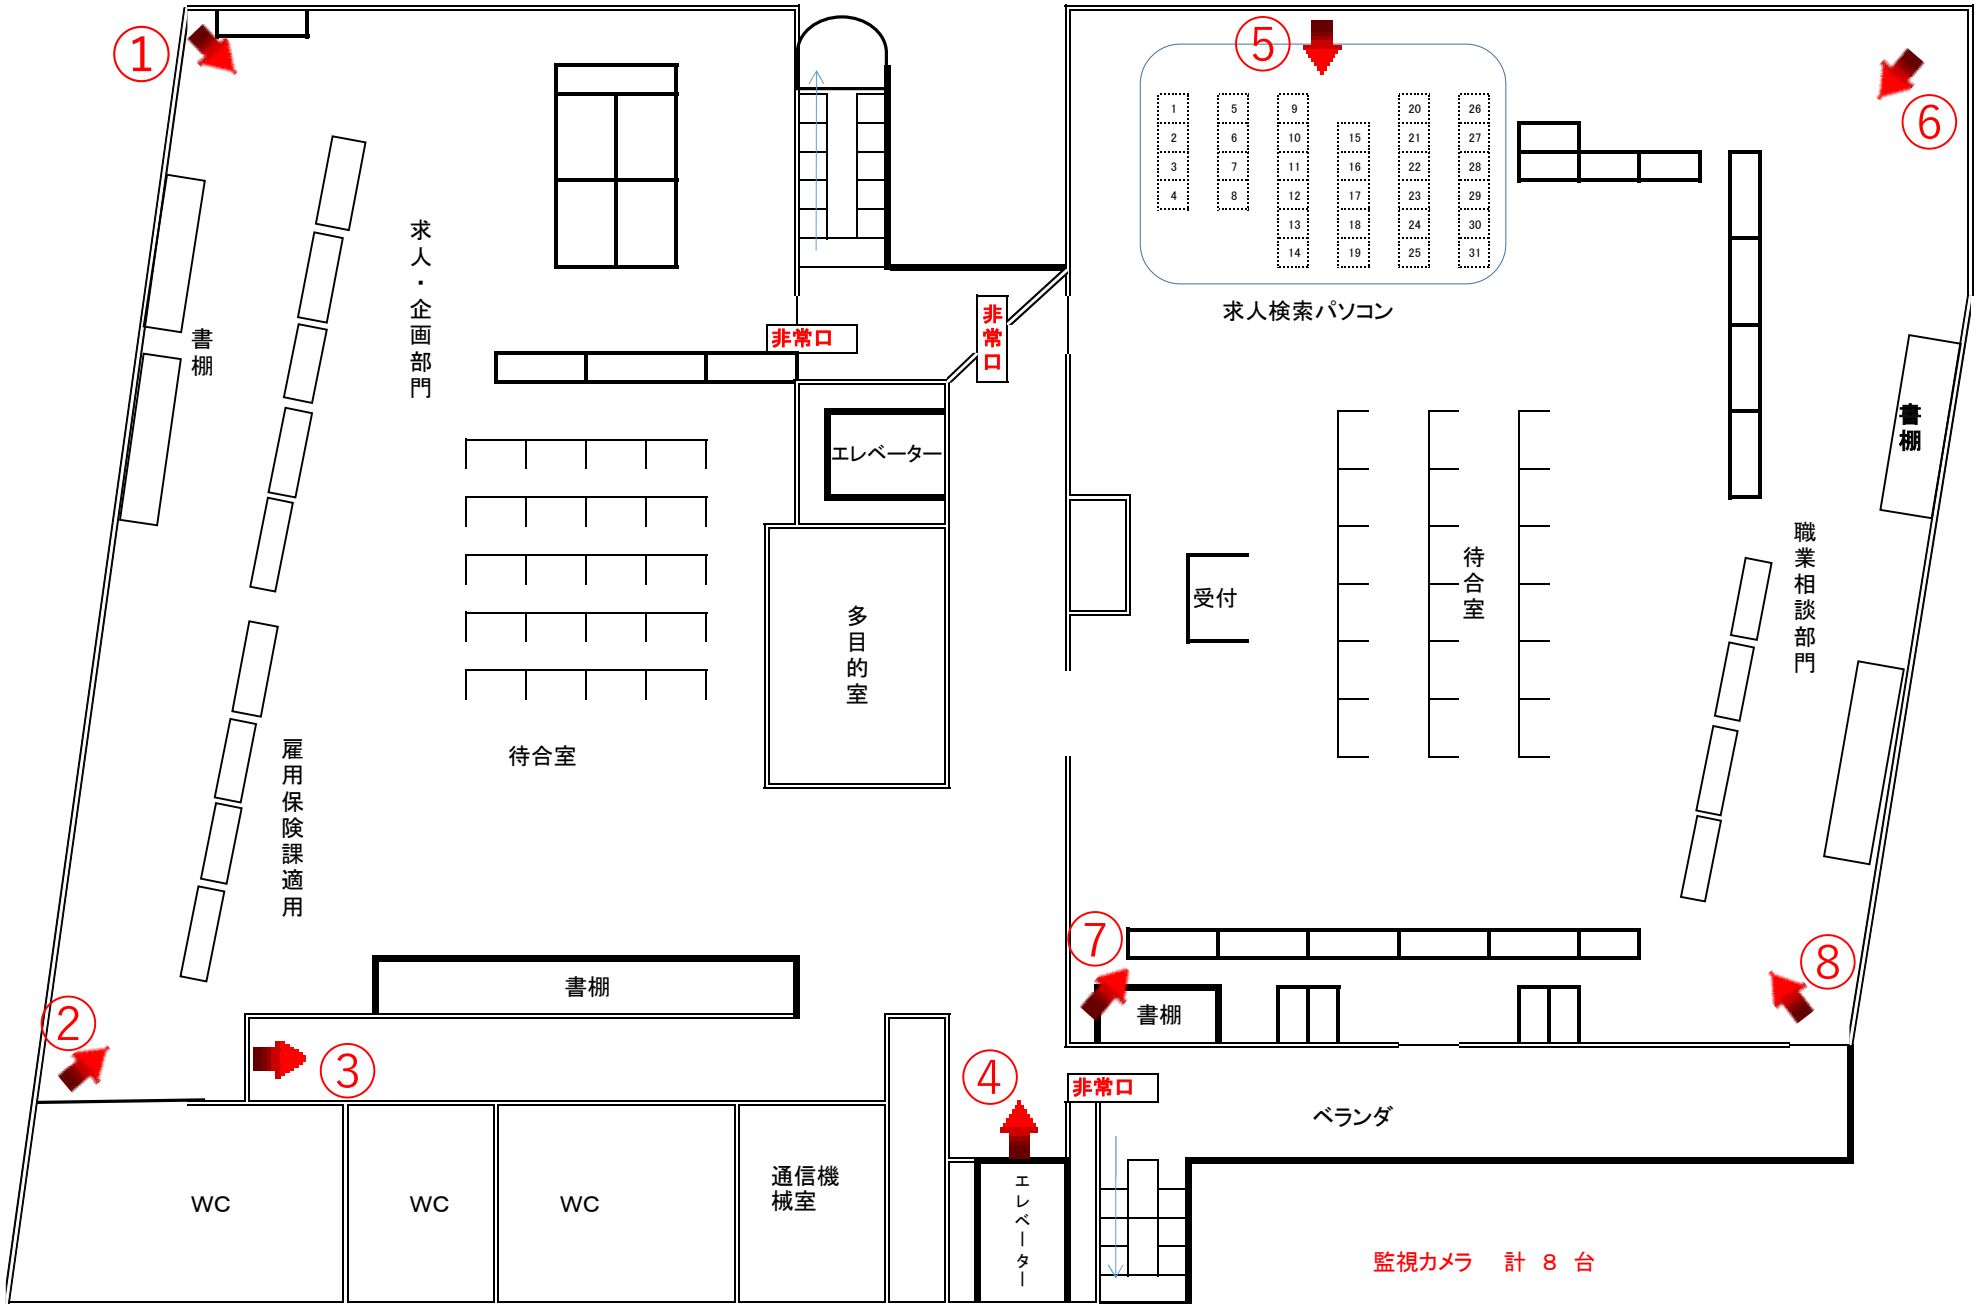 ①
⑤
⑥
1 5 9 20 26
2 6 10 15 21 27
3 7 11 16 22 28
4 8 12 17 23 29
13 18 24 30
14 19 25 31
求人・企画部門
書棚
非常口
非常口
求人検索パソコン
エレベーター
書棚
職業相談部門
待合室
受付
多目的室
待合室
雇用保険課適用
⑦
⑧
書棚
書棚
②
③
④
非常口
ベランダ
WC
WC
WC
通信機
械室
エレベーター
監視カメラ 計 8 台